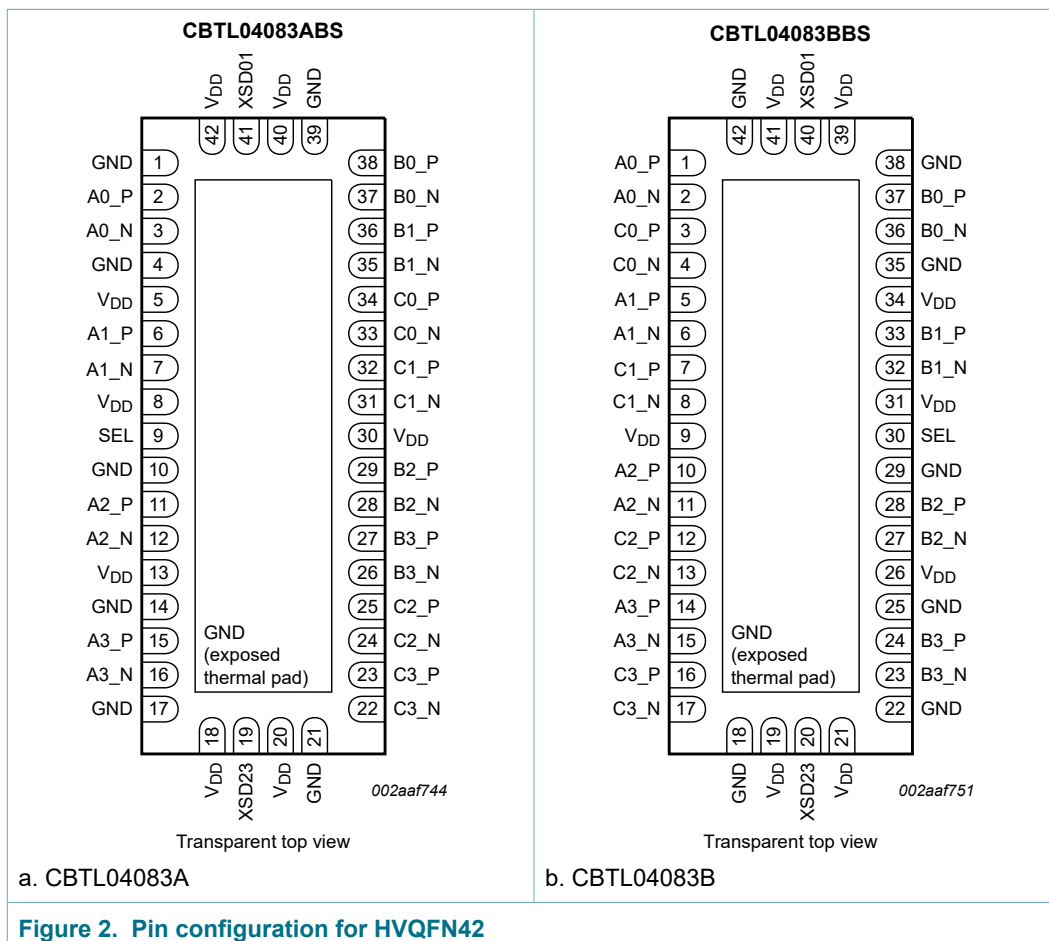 CBTL04083ABS
VDD XSD01 VDD GND
42 41 40 39
GND 1 38 B0_P
A0_P 2 37 B0_N
A0_N 3 36 B1_P
GND 4 35 B1_N
VDD 5 34 C0_P
A1_P 6 33 C0_N
A1_N 7 32 C1_P
VDD 8 31 C1_N
SEL 9 30 VDD
GND 10 29 B2_P
A2_P 11 28 B2_N
A2_N 12 27 B3_P
VDD 13 26 B3_N
GND 14 25 C2_P
A3_P 15 24 C2_N
A3_N 16 23 C3_P
GND 17 22 C3_N
GND
(exposed
thermal pad)
18 19 20 21
VDD XSD23 VDD GND
002aaf744
Transparent top view
a. CBTL04083A
CBTL04083BBS
GND VDD XSD01 VDD
42 41 40 39
A0_P 1 38 GND
A0_N 2 37 B0_P
C0_P 3 36 B0_N
C0_N 4 35 GND
A1_P 5 34 VDD
A1_N 6 33 B1_P
C1_P 7 32 B1_N
C1_N 8 31 VDD
VDD 9 30 SEL
A2_P 10 29 GND
A2_N 11 28 B2_P
C2_P 12 27 B2_N
C2_N 13 26 VDD
A3_P 14 25 GND
A3_N 15 24 B3_P
C3_P 16 23 B3_N
C3_N 17 22 GND
GND
(exposed
thermal pad)
18 19 20 21
GND VDD XSD23 VDD
002aaf751
Transparent top view
b. CBTL04083B
Figure 2. Pin configuration for HVQFN42